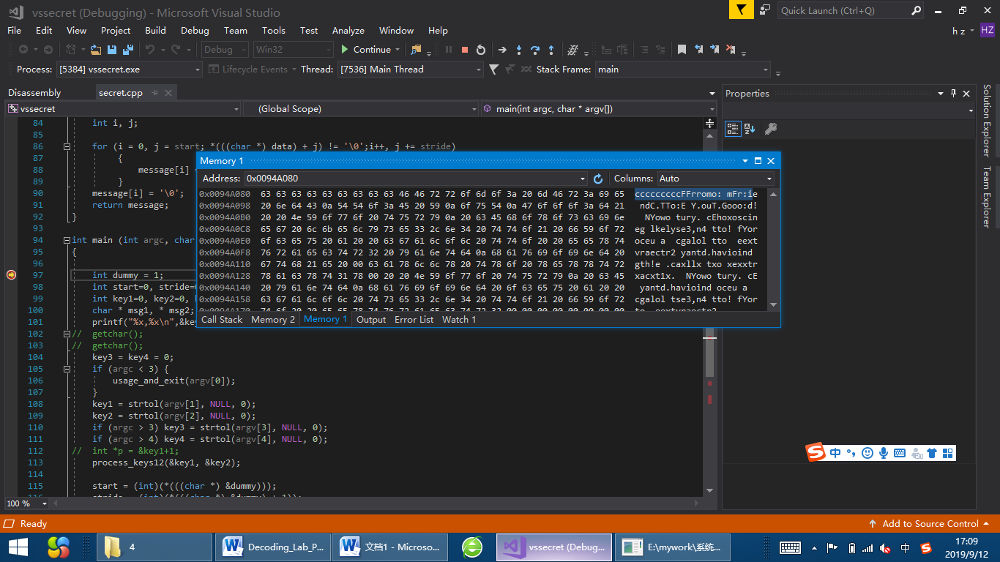 vssecret (Debugging) - Microsoft Visual Studio
Quick Launch (Ctrl+Q)
File Edit View Project Build Debug Team Tools Test Analyze Window Help
h z HZ
Debug Win32 Continue
Process: [5384] vssecret.exe Lifecycle Events Thread: [7536] Main Thread Stack Frame: main
Disassembly secret.cpp
vssecret (Global Scope) main(int argc, char * argv[])
84 int i, j;
85
86 for (i = 0, j = start; *(((char *) data) + j) != '\0';i++, j += stride)
87 {
88 message[i] =
89 }
90 message[i] = '\0';
91 return message;
92 }
93
94 int main (int argc, char
95 {
96
97 int dummy = 1;
98 int start=0, stride=
99 int key1=0, key2=0,
100 char * msg1, * msg2;
101 printf("%x,%x\n",&key
102 // getchar();
103 // getchar();
104 key3 = key4 = 0;
105 if (argc < 3) {
106 usage_and_exit(argv[0]);
107 }
108 key1 = strtol(argv[1], NULL, 0);
109 key2 = strtol(argv[2], NULL, 0);
110 if (argc > 3) key3 = strtol(argv[3], NULL, 0);
111 if (argc > 4) key4 = strtol(argv[4], NULL, 0);
112 // int *p = &key1+1;
113 process_keys12(&key1, &key2);
114
115 start = (int)(*(((char *) &dummy)));
116 stride = (int)(*(((char *) &dummy) + 1));
100 %
Memory 1
Address: 0x0094A080 Columns: Auto
0x0094A080 63 63 63 63 63 63 63 63 63 46 46 72 72 6f 6d 6f 3a 20 6d 46 72 3a 69 65 cccccccccFFrromo: mFr:ie
0x0094A098 20 6e 64 43 0a 54 54 6f 3a 45 20 59 0a 6f 75 54 0a 47 6f 6f 6f 3a 64 21 ndC.TTo:E Y.ouT.Gooo:d!
0x0094A0B0 20 20 4e 59 6f 77 6f 20 74 75 72 79 0a 20 63 45 68 6f 78 6f 73 63 69 6e NYowo tury. cEhoxoscin
0x0094A0C8 65 67 20 6c 6b 65 6c 79 73 65 33 2c 6e 34 20 74 74 6f 21 20 66 59 6f 72 eg lkelyse3,n4 tto! fYor
0x0094A0E0 6f 63 65 75 20 61 20 20 63 67 61 6c 6f 6c 20 74 74 6f 20 20 65 65 78 74 oceu a cgalol tto eext
0x0094A0F8 76 72 61 65 63 74 72 32 20 79 61 6e 74 64 0a 68 61 76 69 6f 69 6e 64 20 vraectr2 yantd.havioind
0x0094A110 67 74 68 21 65 20 00 63 61 78 6c 6c 78 20 74 78 6f 20 78 65 78 78 74 72 gth!e .caxllx txo xexxtr
0x0094A128 78 61 63 78 74 31 78 00 20 20 4e 59 6f 77 6f 20 74 75 72 79 0a 20 63 45 xacxt1x. NYowo tury. cE
0x0094A140 20 79 61 6e 74 64 0a 68 61 76 69 6f 69 6e 64 20 6f 63 65 75 20 61 20 20 yantd.havioind oceu a
0x0094A158 63 67 61 6c 6f 6c 20 74 73 65 33 2c 6e 34 20 74 74 6f 21 20 66 59 6f 72 cgalol tse3,n4 tto! fYor
Call Stack Memory 2 Memory 1 Output Error List Watch 1
Properties
Solution Explorer
Team Explorer
中
Ready Add to Source Control
4 Decoding_Lab_P... 文档1 - Microso... vssecret (Debug... E:\mywork\系统... 中 17:09
2019/9/12